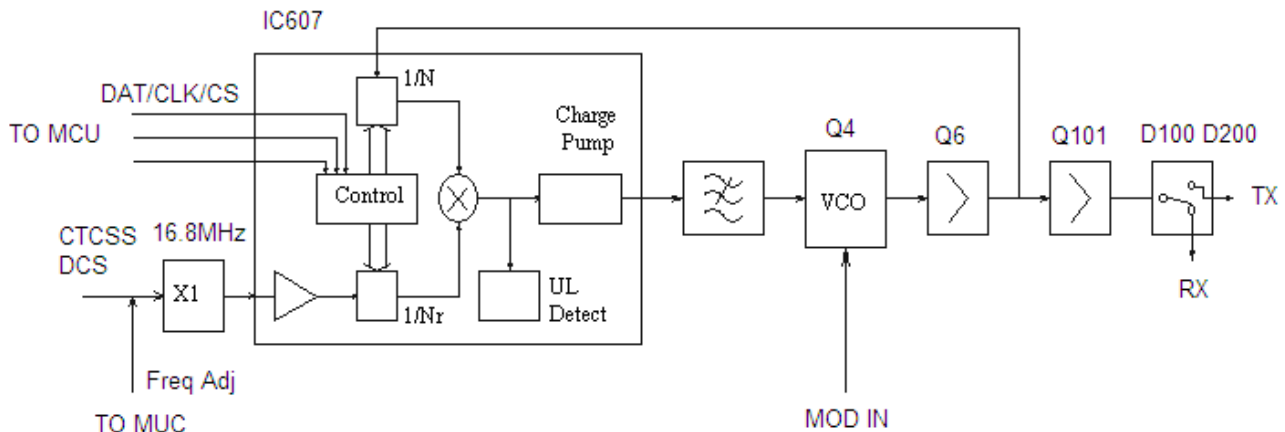 IC607
1/N
DAT/CLK/CS
TO MCU
Charge
Pump
Control
Q4
Q6
Q101
D100 D200
VCO
TX
RX
CTCSS
DCS
16.8MHz
X1
1/Nr
UL
Detect
Freq Adj
TO MUC
MOD IN